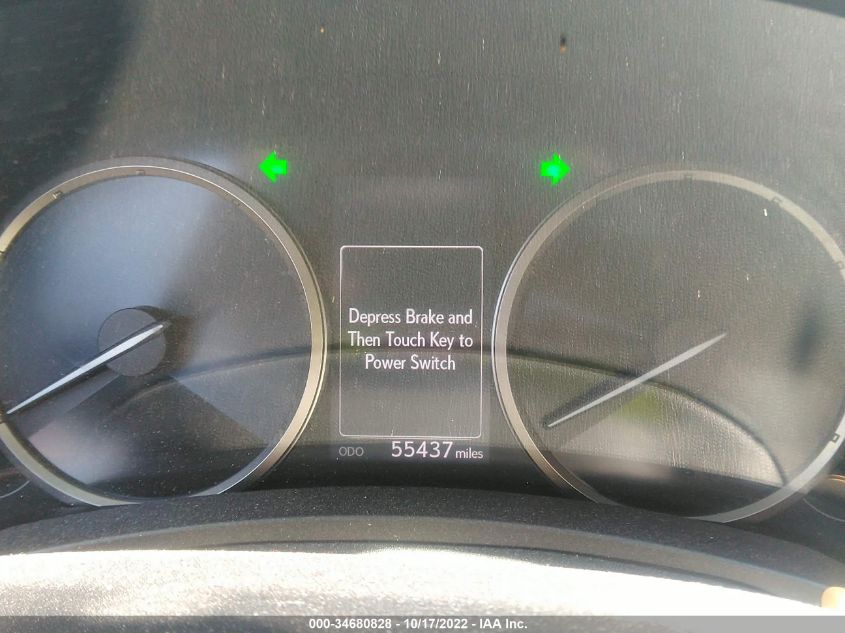 Depress Brake and
Then Touch Key to
Power Switch
ODO 55437 miles
000-34680828 - 10/17/2022 - IAA Inc.